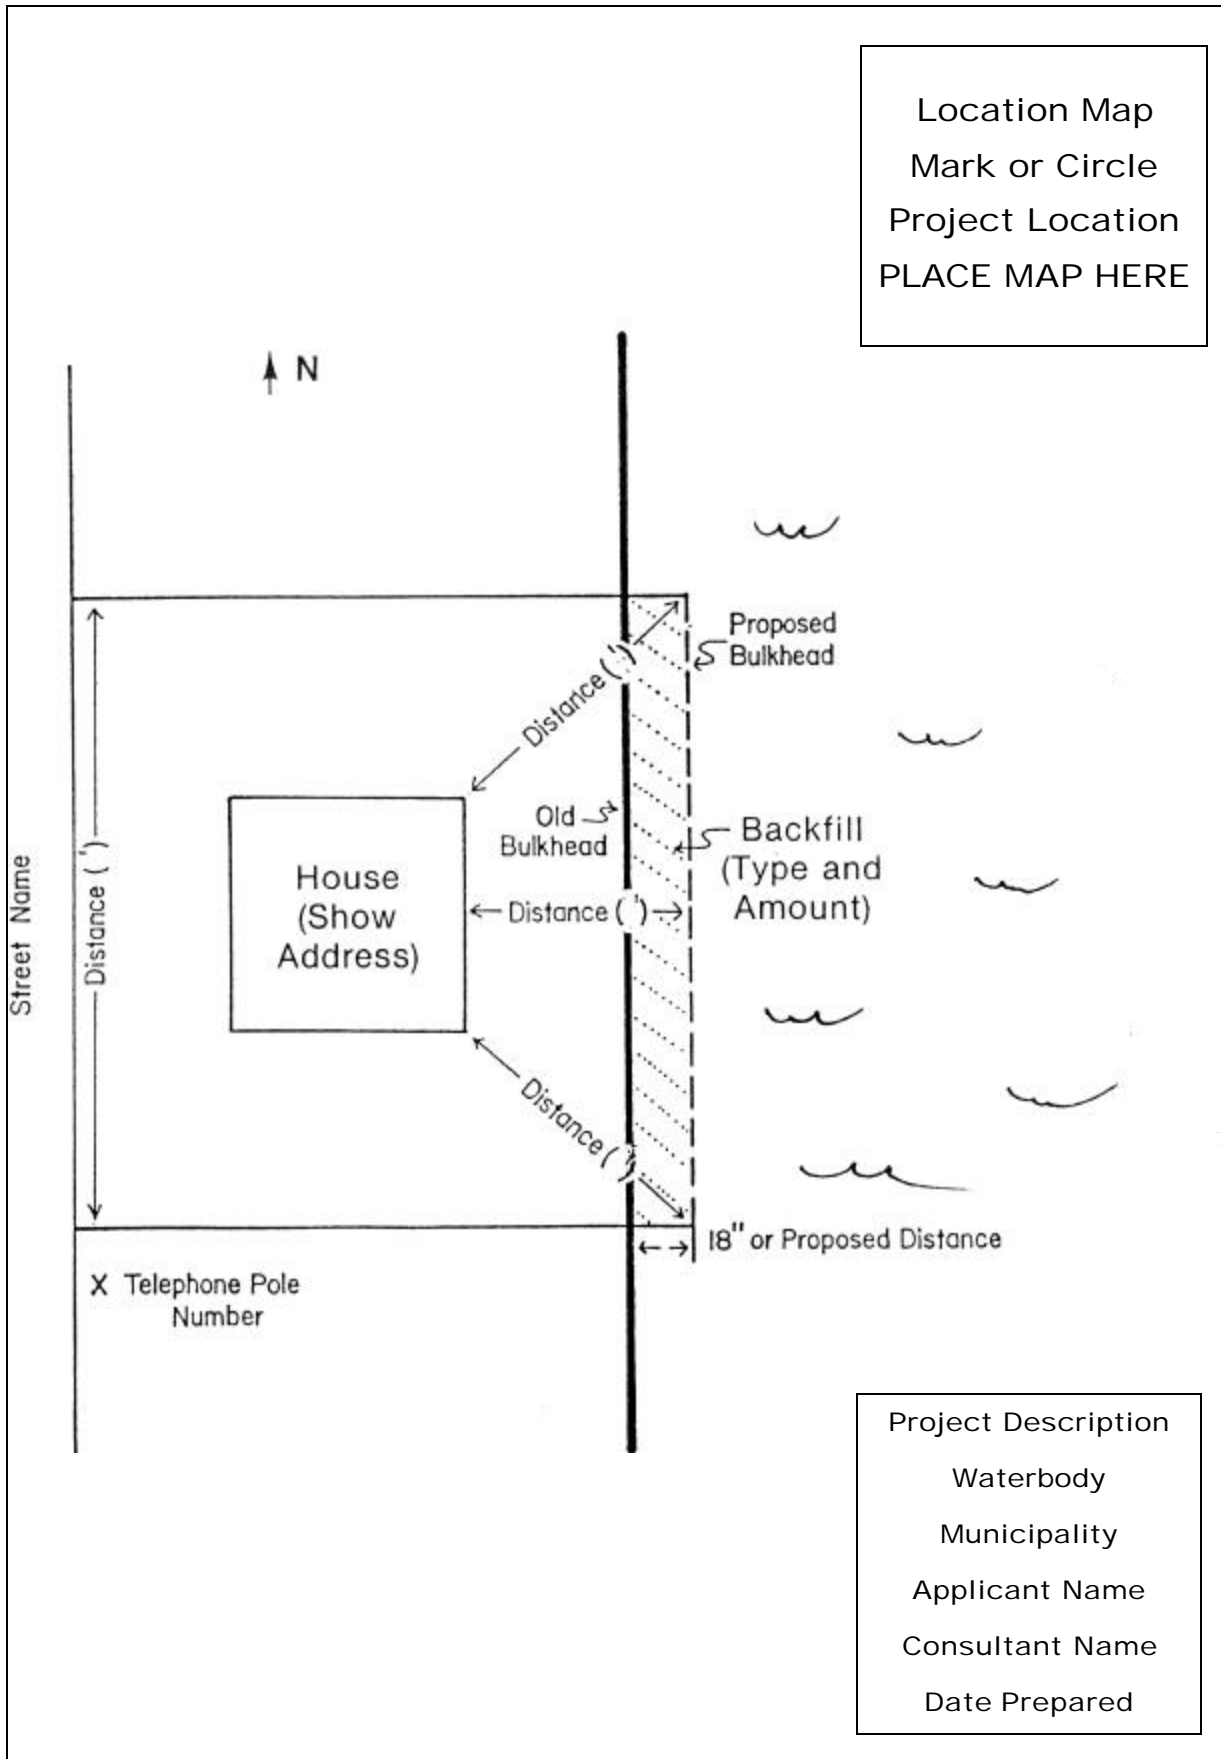 Location Map
Mark or Circle
Project Location
PLACE MAP HERE
N
Proposed
Bulkhead
Distance (')
Old
Bulkhead
Backfill
(Type and
Amount)
House
(Show
Address)
Distance (')
Distance (')
Street Name
Distance (')
18" or Proposed Distance
X Telephone Pole
Number
Project Description
Waterbody
Municipality
Applicant Name
Consultant Name
Date Prepared